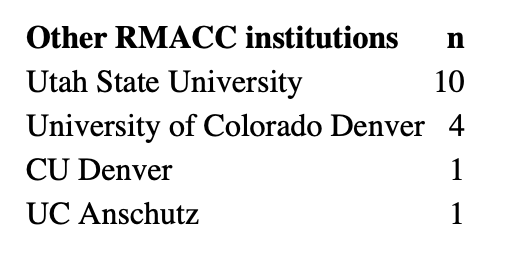 Other RMACC institutions n
Utah State University 10
University of Colorado Denver 4
CU Denver 1
UC Anschutz 1